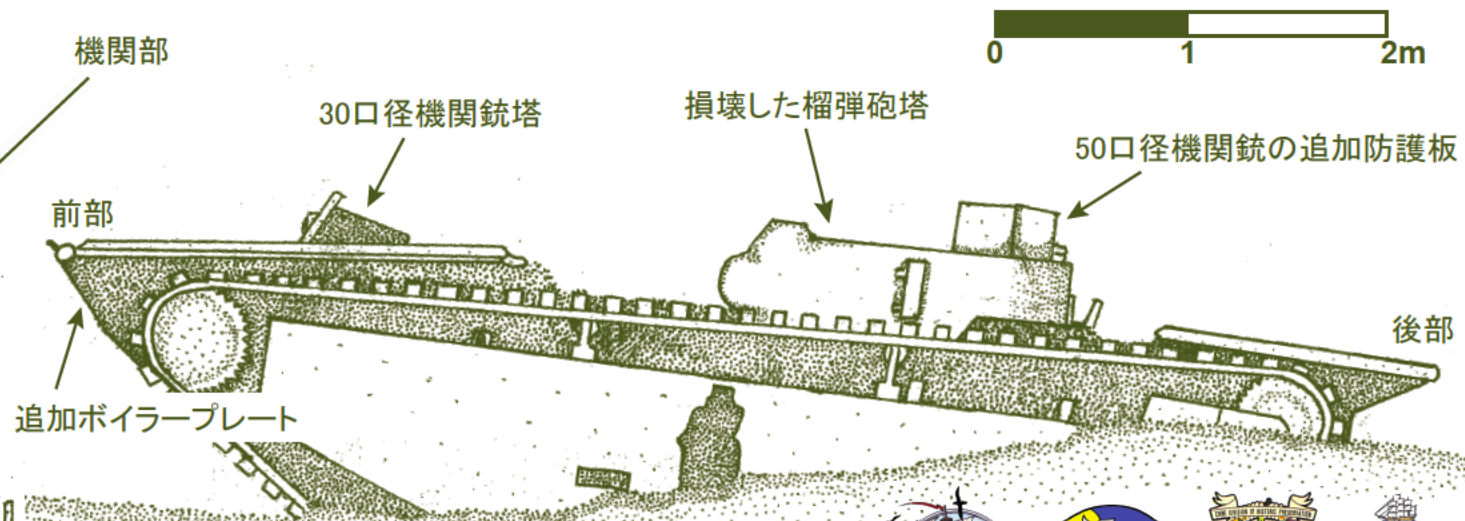 0 1 2m
機関部
30口径機関銃塔
損壊した榴弾砲塔
50口径機関銃の追加防護板
前部
後部
追加ボイラープレート